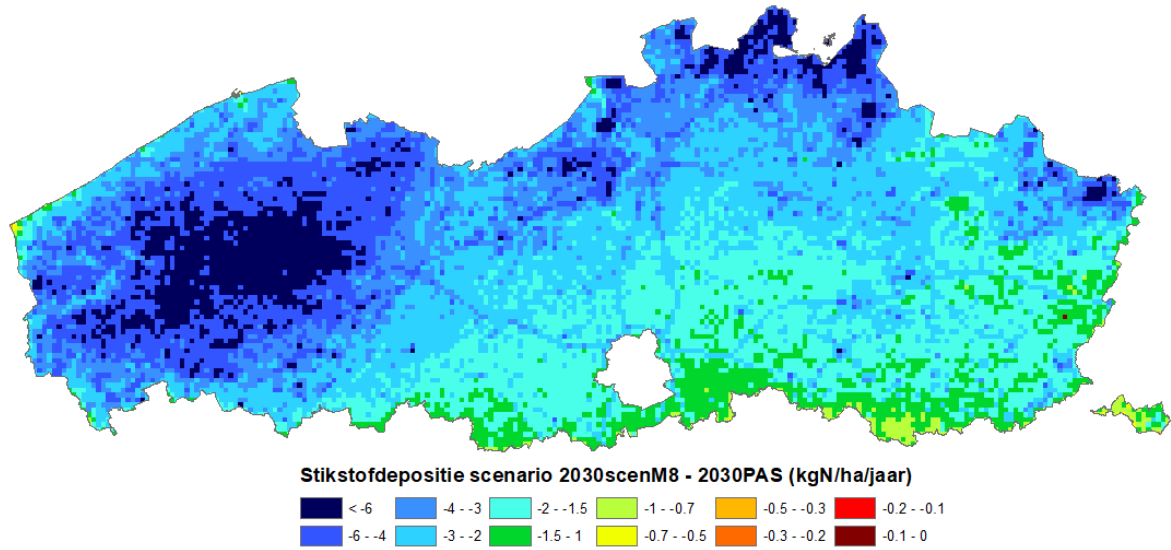 Stikstofdepositie scenario 2030scenM8 - 2030PAS (kgN/ha/jaar)
< -6 -4 - -3 -2 - -1.5 -1 - -0.7 -0.5 - -0.3 -0.2 - -0.1
-6 - -4 -3 - -2 -1.5 - 1 -0.7 - -0.5 -0.3 - -0.2 -0.1 - 0